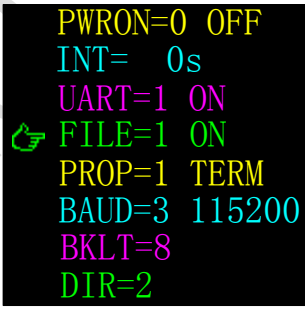 PWRON=0 OFF
INT=  0s
UART=1 ON
FILE=1 ON
PROP=1 TERM
BAUD=3 115200
BKLT=8
DIR=2